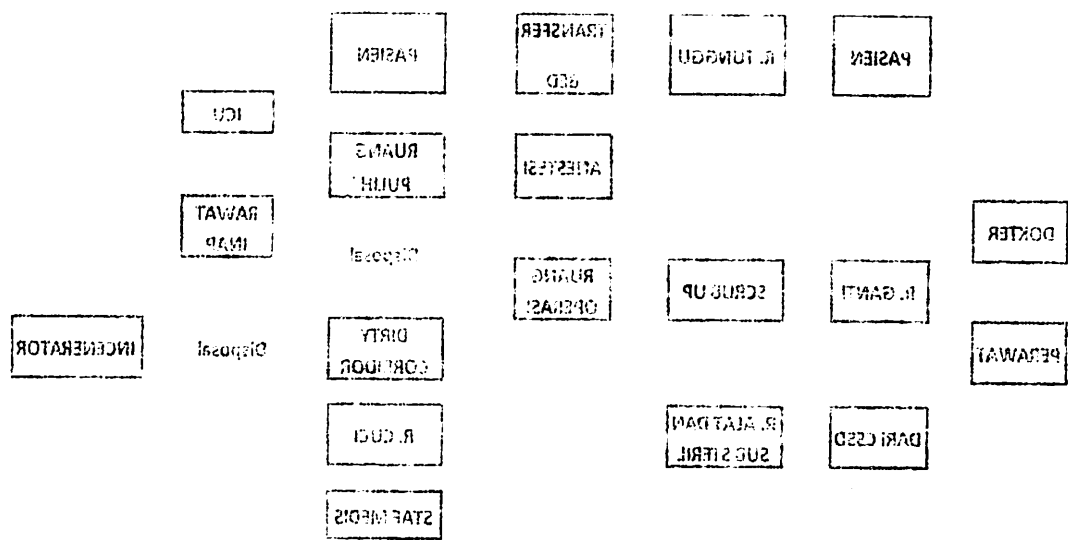 PASIEN
R. TUNGGU
TRANSFER
BED
PASIEN
ICU
ANESTESI
RUANG
PULIH
RAWAT
INAP
DOKTER
Disposal
R. GANTI
SCRUB UP
RUANG
OPERASI
PERAWAT
DIRTY
CORRIDOR
Disposal
INCENERATOR
DARI CSSD
R. ALAT DAN
SUB STERIL
R. CUCI
STAF MEDIS